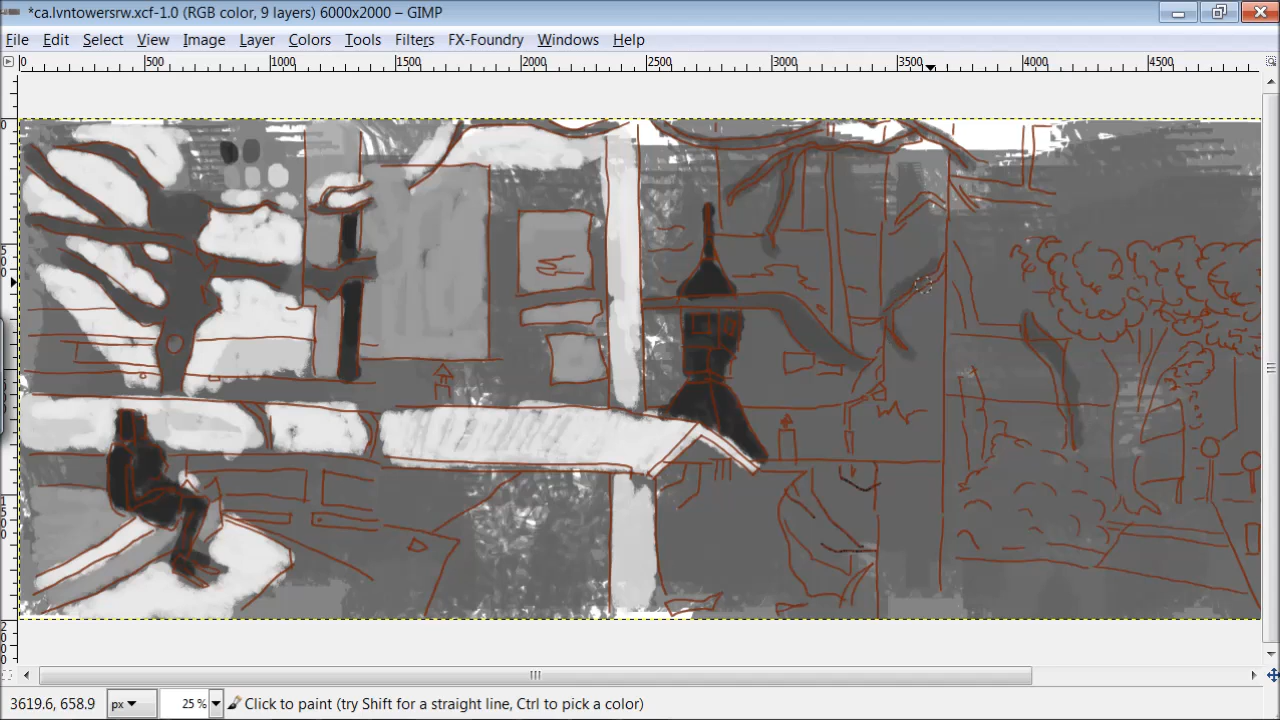 *ca.lvntowersrw.xcf-1.0 (RGB color, 9 layers) 6000x2000 – GIMP
File Edit Select View Image Layer Colors Tools Filters FX-Foundry Windows Help
0 500 1000 1500 2000 2500 3000 3500 4000 4500
3619.6, 658.9 px 25% Click to paint (try Shift for a straight line, Ctrl to pick a color)